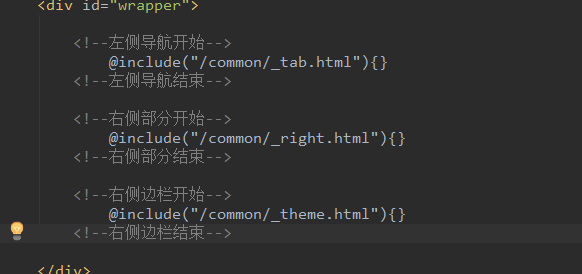 <div id="wrapper">
<!--左侧导航开始-->
@include("/common/_tab.html"){}
<!--左侧导航结束-->
<!--右侧部分开始-->
@include("/common/_right.html"){}
<!--右侧部分结束-->
<!--右侧边栏开始-->
@include("/common/_theme.html"){}
<!--右侧边栏结束-->
</div>